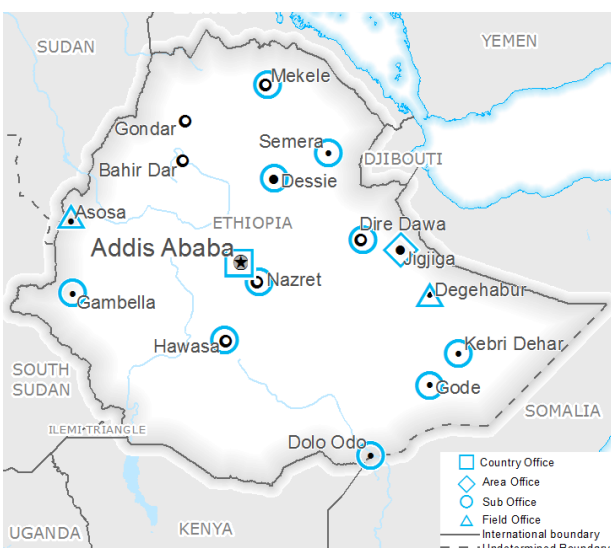 SUDAN
YEMEN
Mekele
Gondar
Semera
DJIBOUTI
Bahir Dar
Dessie
Asosa
ETHIOPIA
Dire Dawa
Addis Ababa
Jigjiga
Nazret
Degehabur
Gambella
Hawasa
Kebri Dehar
SOUTH
SUDAN
Gode
SOMALIA
ILEMI TRIANGLE
Dolo Odo
UGANDA
KENYA
Country Office
Area Office
Sub Office
Field Office
International boundary
Undetermined Boundary